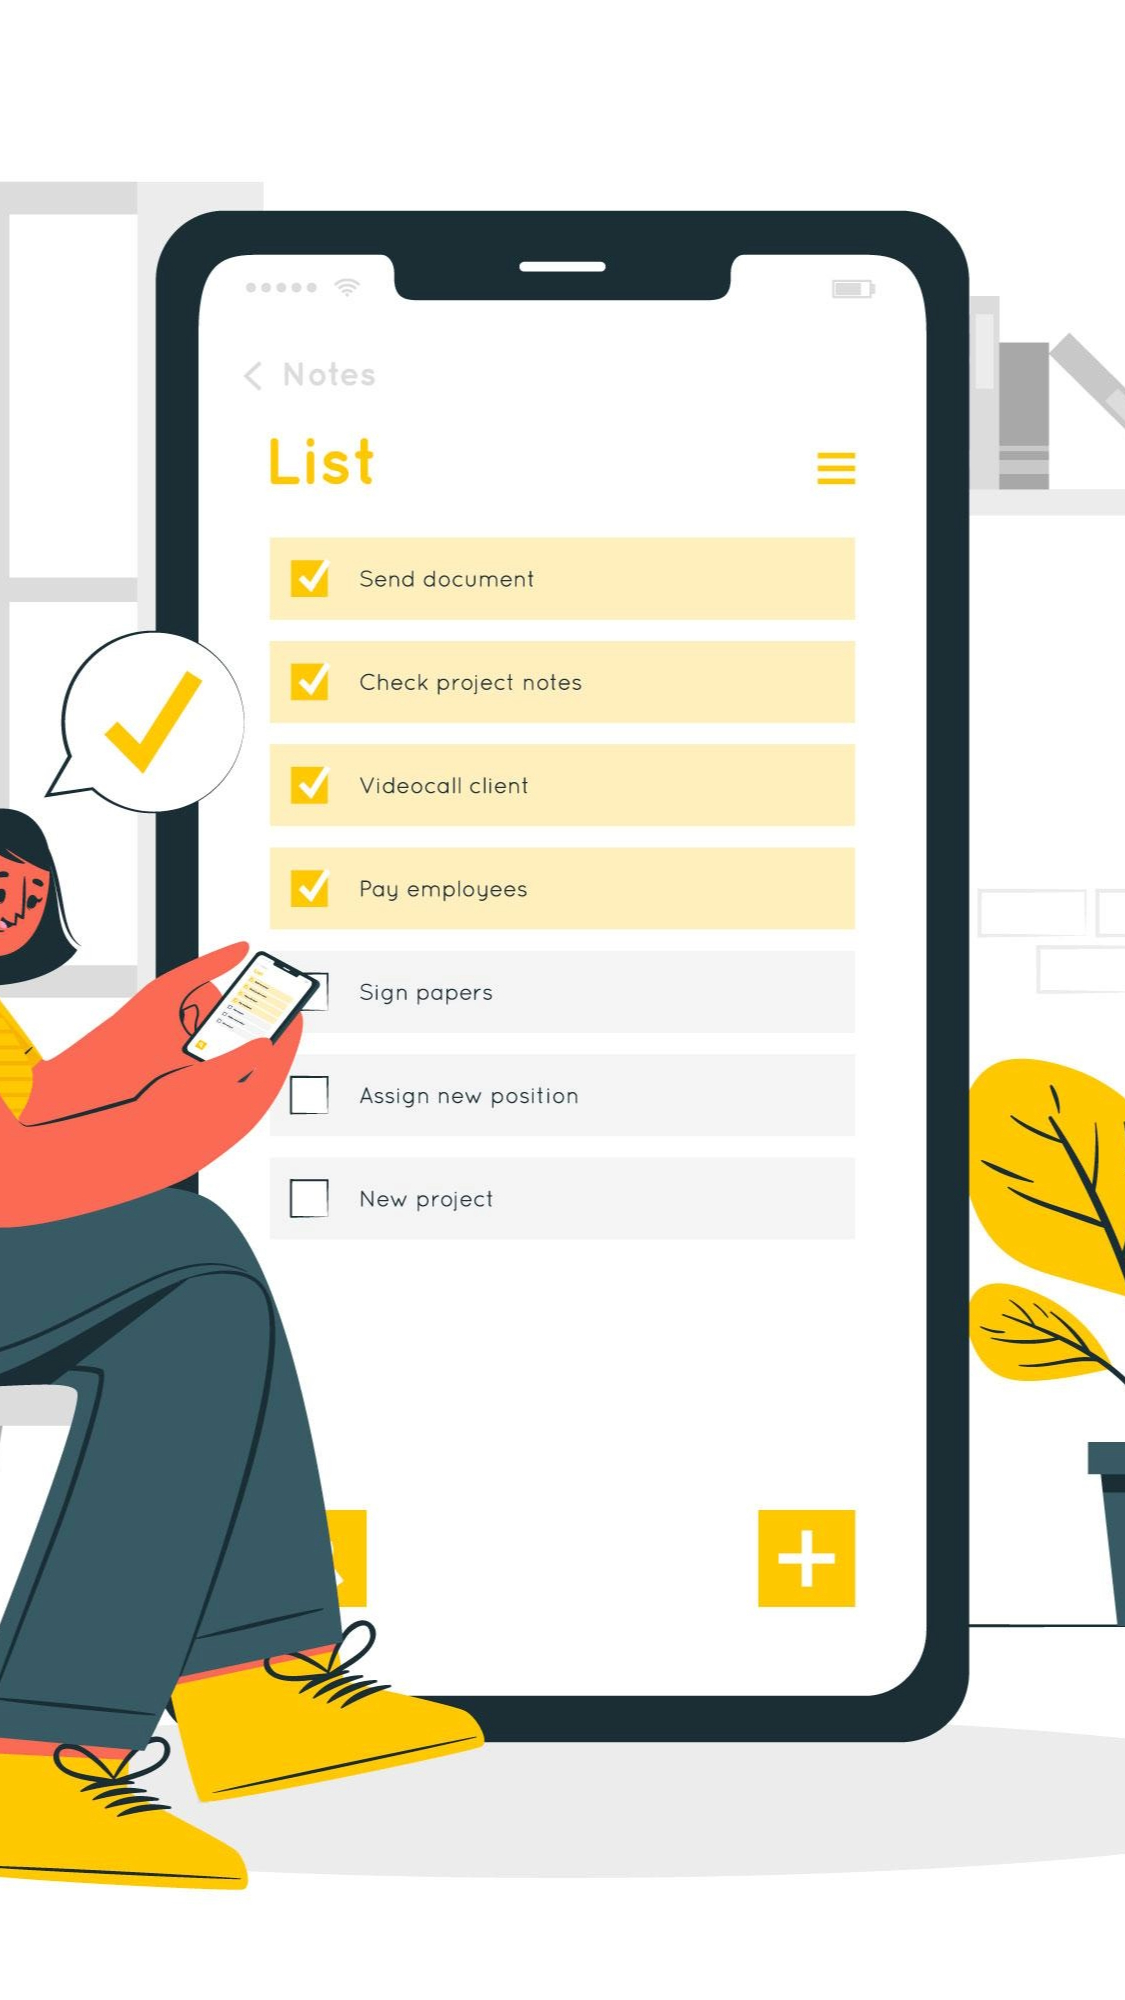 Notes
List
Send document
Check project notes
Videocall client
Pay employees
Sign papers
Assign new position
New project